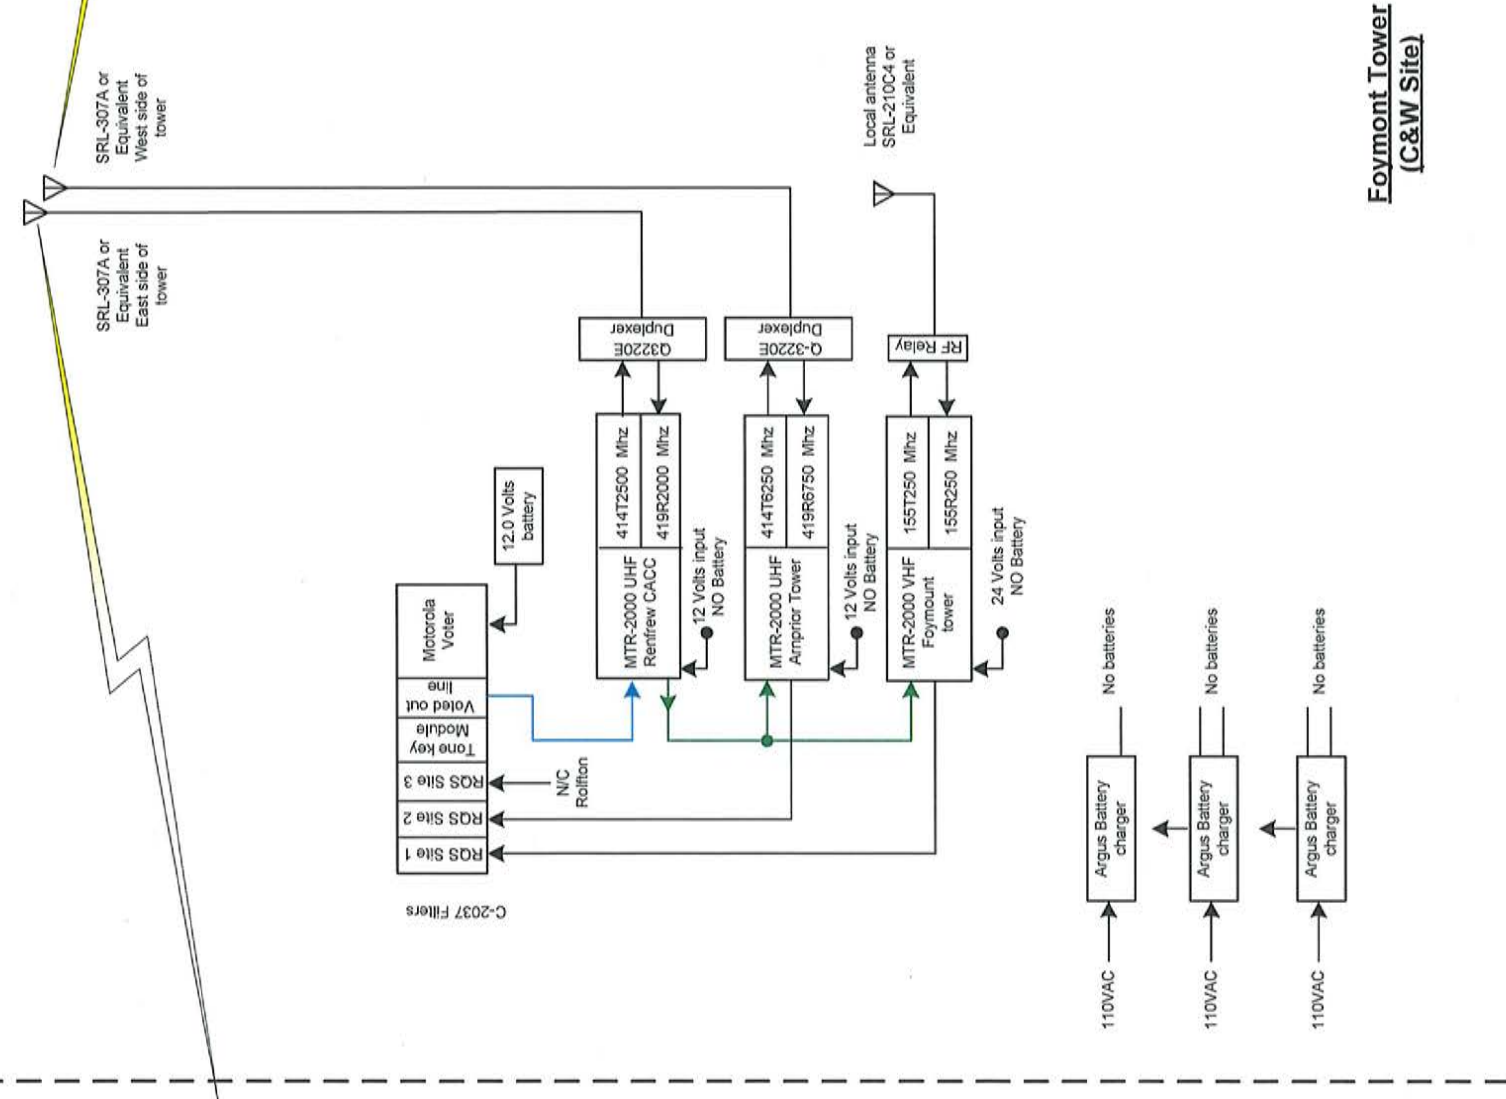 SRL-307A or
Equivalent
East side of
tower
SRL-307A or
Equivalent
West side of
tower
C-2037 Filters
RQS Site 1
RQS Site 2
RQS Site 3
Tone key
Module
Voted out
line
Motorola
Voter
12.0 Volts
battery
N/C
Rolfton
MTR-2000 UHF
Renfrew CACC
414T2500 Mhz
419R2000 Mhz
Q3220E
Duplexer
12 Volts input
NO Battery
MTR-2000 UHF
Arnprior Tower
414T6250 Mhz
419R6750 Mhz
Q-3220E
Duplexer
12 Volts input
NO Battery
MTR-2000 VHF
Foymount
tower
155T250 Mhz
155R250 Mhz
RF Relay
Local antenna
SRL-210C4 or
Equivalent
24 Volts input
NO Battery
110VAC
Argus Battery
charger
No batteries
110VAC
Argus Battery
charger
No batteries
110VAC
Argus Battery
charger
No batteries
Foymont Tower
(C&W Site)